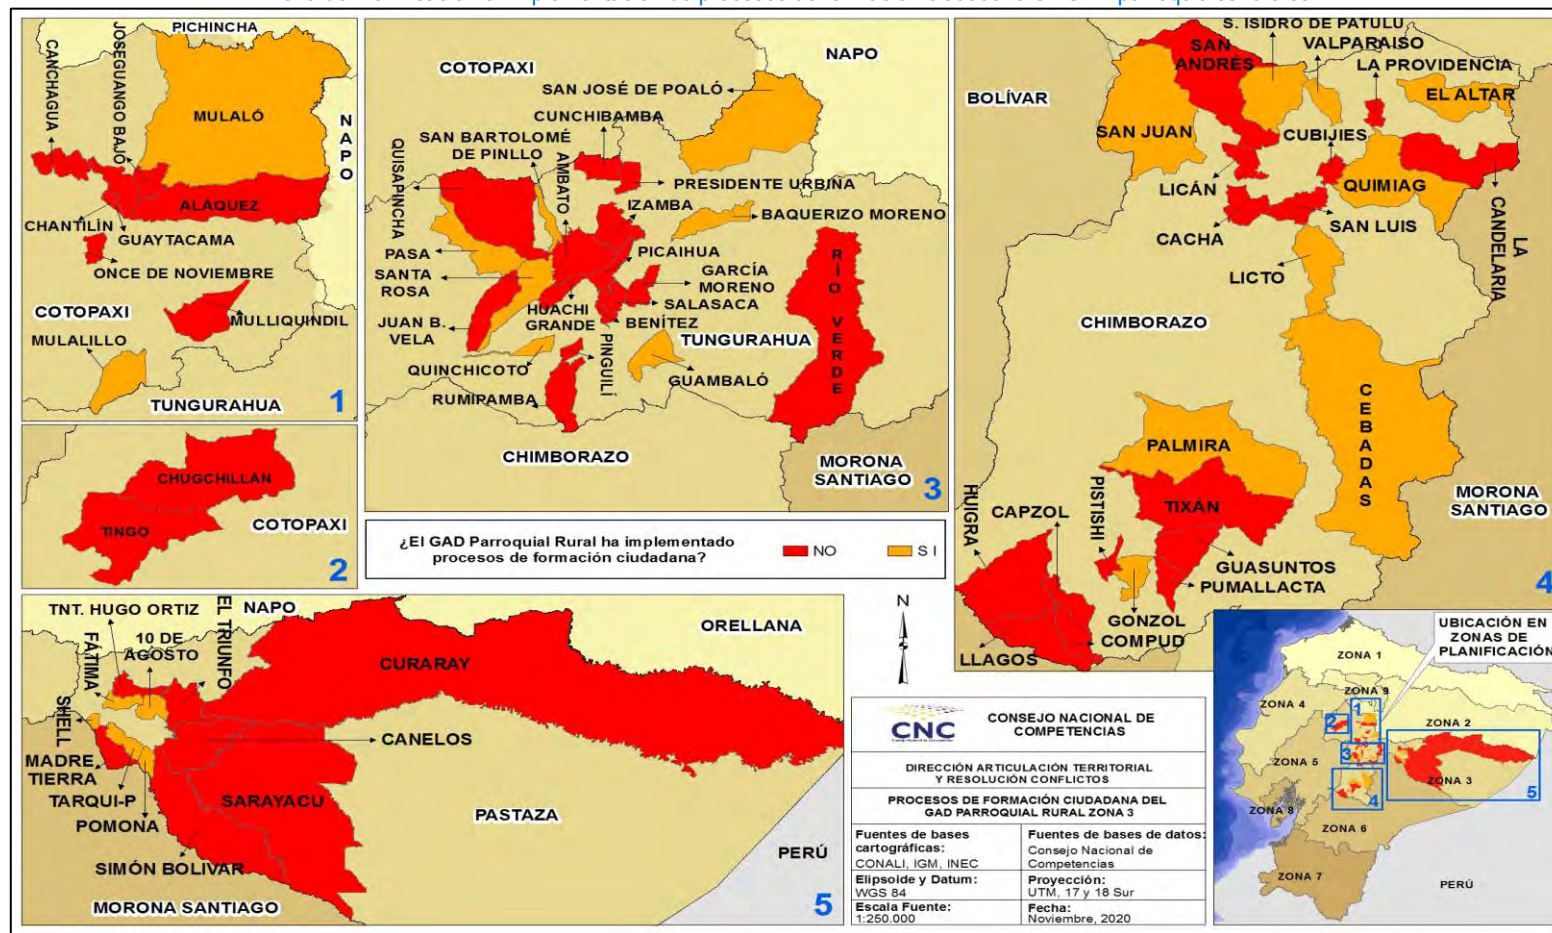 PICHINCHA
CANCHAGUA
JOSEGUANGO BAJO
MULALÓ
NAPO
ALÁQUEZ
CHANTILÍN
GUAYTACAMA
ONCE DE NOVIEMBRE
COTOPAXI
MULLIQUINDIL
MULALILLO
TUNGURAHUA
1
CHUGCHILLÁN
TINGO
COTOPAXI
2
COTOPAXI
NAPO
SAN JOSÉ DE POALÓ
CUNCHIBAMBA
SAN BARTOLOMÉ
DE PINLLO
QUISAPINCHA
AMBATO
PRESIDENTE URBINA
IZAMBA
BAQUERIZO MORENO
PASA
PICAIHUA
SANTA
ROSA
GARCÍA
MORENO
SALASACA
HUACHI
GRANDE
BENÍTEZ
JUAN B.
VELA
PINGUILÍ
TUNGURAHUA
RÍO VERDE
QUINCHICOTO
GUAMBALÓ
RUMIPAMBA
CHIMBORAZO
MORONA
SANTIAGO
3
¿El GAD Parroquial Rural ha implementado
procesos de formación ciudadana?
NO
SI
S. ISIDRO DE PATULU
SAN
ANDRÉS
VALPARAISO
LA PROVIDENCIA
BOLÍVAR
EL ALTAR
SAN JUAN
CUBIJIES
LICÁN
QUIMIAG
CACHA
SAN LUIS
LA CANDELARIA
LICTO
CHIMBORAZO
CEBADAS
PALMIRA
MORONA
SANTIAGO
HUIGRA
CAPZOL
PISTISHI
TIXÁN
GUASUNTOS
PUMALLACTA
GONZOL
COMPUD
LLAGOS
4
TNT. HUGO ORTIZ
NAPO
EL TRIUNFO
ORELLANA
FÁTIMA
10 DE
AGOSTO
CURARAY
SHELL
CANELOS
MADRE
TIERRA
TARQUI-P
SARAYACU
POMONA
PASTAZA
SIMÓN BOLIVAR
PERÚ
MORONA SANTIAGO
5
N
CNC
CONSEJO NACIONAL DE
COMPETENCIAS
DIRECCIÓN ARTICULACIÓN TERRITORIAL
Y RESOLUCIÓN CONFLICTOS
PROCESOS DE FORMACIÓN CIUDADANA DEL
GAD PARROQUIAL RURAL ZONA 3
Fuentes de bases
cartográficas:
CONALI, IGM, INEC
Fuentes de bases de datos:
Consejo Nacional de
Competencias
Elipsoide y Datum:
WGS 84
Proyección:
UTM, 17 y 18 Sur
Escala Fuente:
1:250.000
Fecha:
Noviembre, 2020
UBICACIÓN EN
ZONAS DE
PLANIFICACIÓN
ZONA 1
ZONA 9
ZONA 4
ZONA 2
1
2
3
ZONA 5
ZONA 3
4
5
ZONA 8
ZONA 6
ZONA 7
PERÚ